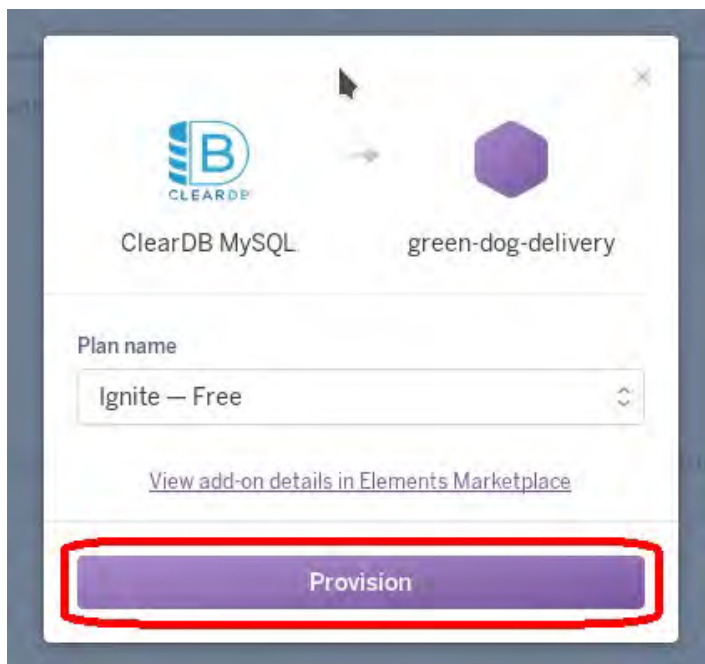 B
CLEARDB
ClearDB MySQL
green-dog-delivery
Plan name
Ignite — Free
View add-on details in Elements Marketplace
Provision